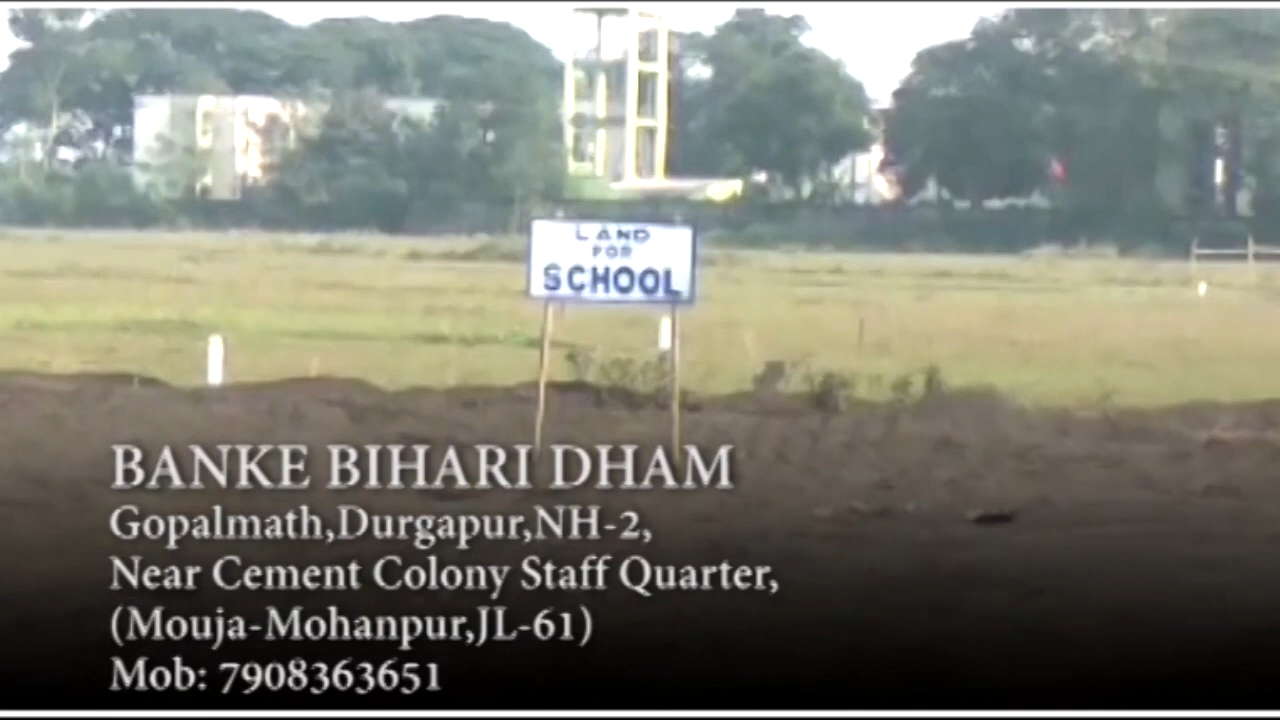 LAND
FOR
SCHOOL
BANKE BIHARI DHAM
Gopalmath,Durgapur,NH-2,
Near Cement Colony Staff Quarter,
(Mouja-Mohanpur,JL-61)
Mob: 7908363651